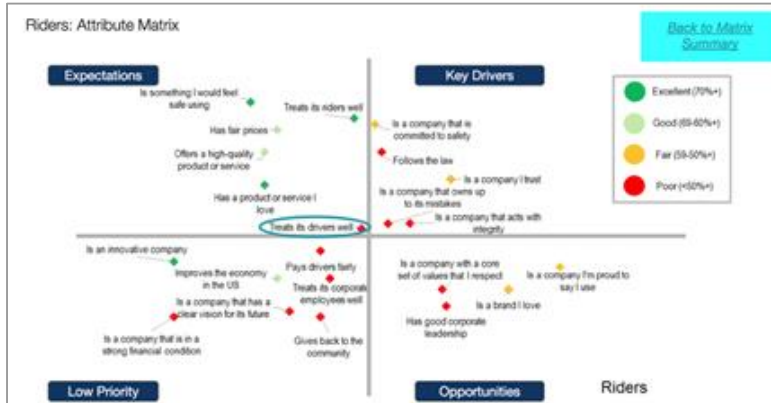 Riders: Attribute Matrix
Back to Matrix
Summary
Expectations
Key Drivers
Is something I would feel
safe using
Treats its riders well
Has fair prices
Offers a high-quality
product or service
Has a product or service I
love
Treats its drivers well
Is a company that is
committed to safety
Follows the law
Is a company I trust
Is a company that owns up
to its mistakes
Is a company that acts with
integrity
Excellent (70%+)
Good (69-60%+)
Fair (59-50%+)
Poor (<50%+)
Is an innovative company
Improves the economy
in the US
Pays drivers fairly
Treats its corporate
employees well
Is a company that has a
clear vision for its future
Is a company that is in a
strong financial condition
Gives back to the
community
Is a company with a core
set of values that I respect
Is a company I'm proud to
say I use
Is a brand I love
Has good corporate
leadership
Low Priority
Opportunities
Riders